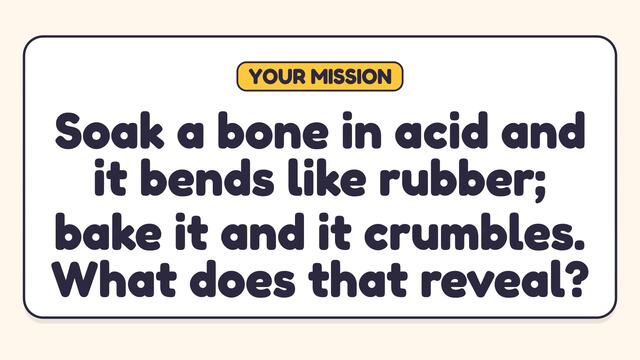 YOUR MISSION
Soak a bone in acid and
it bends like rubber;
bake it and it crumbles.
What does that reveal?